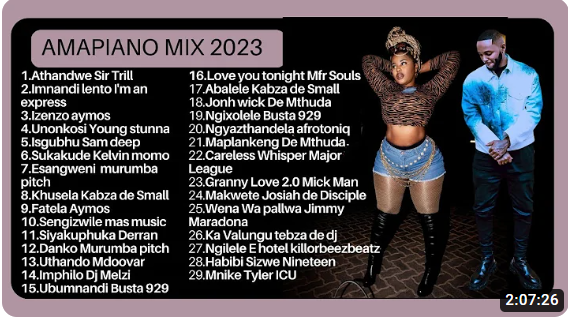 AMAPIANO MIX 2023
1.Athandwe Sir Trill
2.Imnandi lento I'm an
express
3.Izenzo aymos
4.Unonkosi Young stunna
5.Isgubhu Sam deep
6.Sukakude Kelvin momo
7.Esangweni murumba
pitch
8.Khusela Kabza de Small
9.Fatela Aymos
10.Sengizwile mas music
11.Siyakuphuka Derran
12.Danko Murumba pitch
13.Uthando Mdoovar
14.Imphilo Dj Melzi
15.Ubumnandi Busta 929
16.Love you tonight Mfr Souls
17.Abalele Kabza de Small
18.Jonh wick De Mthuda
19.Ngixolele Busta 929
20.Ngyazthandela afrotoniq
21.Maplankeng De Mthuda.
22.Careless Whisper Major
League
23.Granny Love 2.0 Mick Man
24.Makwete Josiah de Disciple
25.Wena Wa pallwa Jimmy
Maradona
26.Ka Valungu tebza de dj
27.Ngilele E hotel killorbeezbeatz
28.Habibi Sizwe Nineteen
29.Mnike Tyler ICU
2:07:26